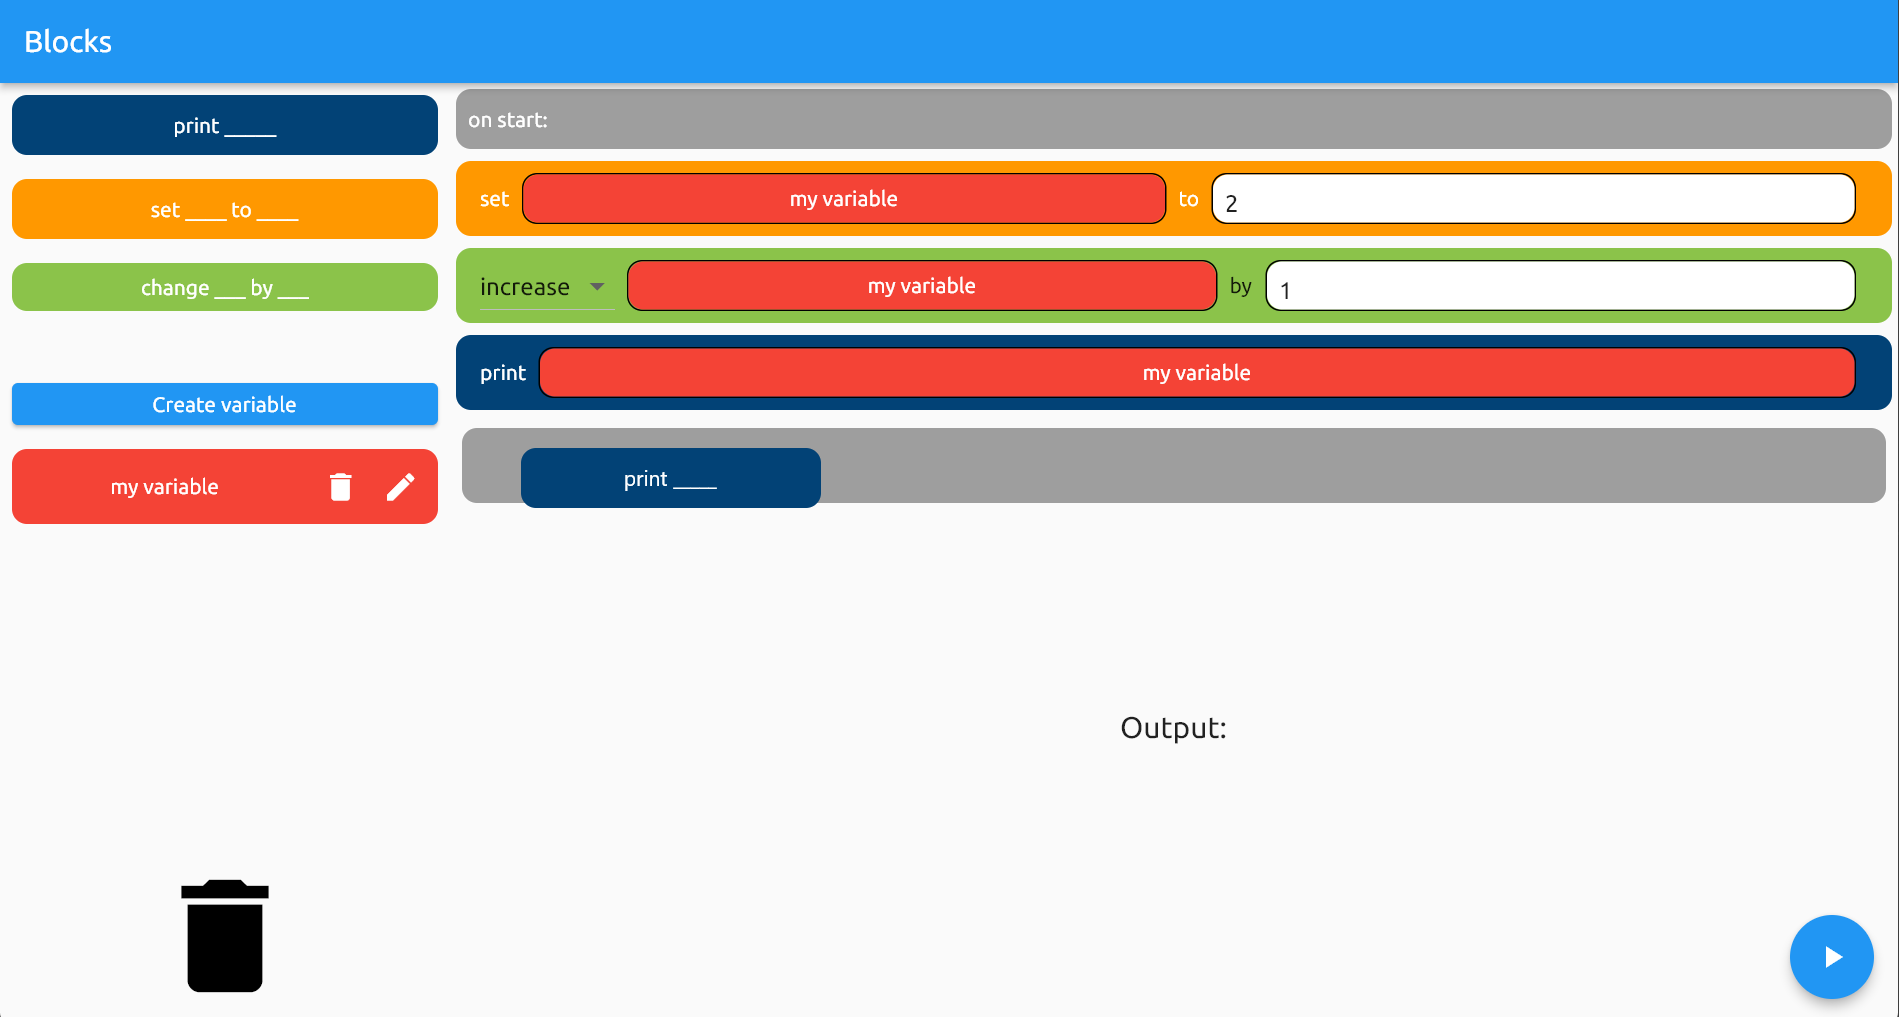 Blocks
print _____
set ____ to ____
change ___ by ___
Create variable
my variable
on start:
set my variable to 2
increase my variable by 1
print my variable
print ____
Output: